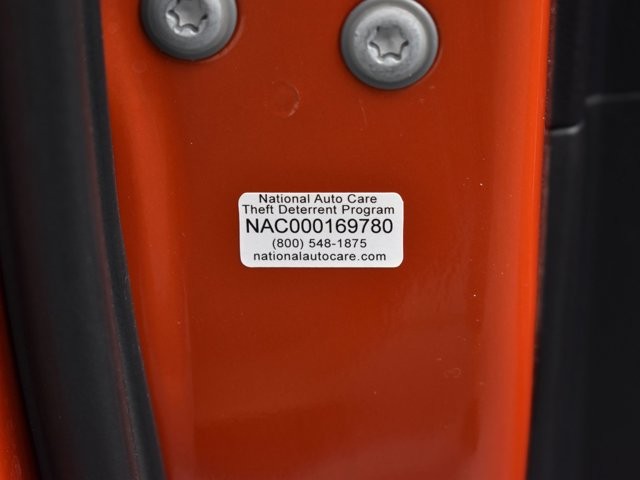 National Auto Care
Theft Deterrent Program
NAC000169780
(800) 548-1875
nationalautocare.com